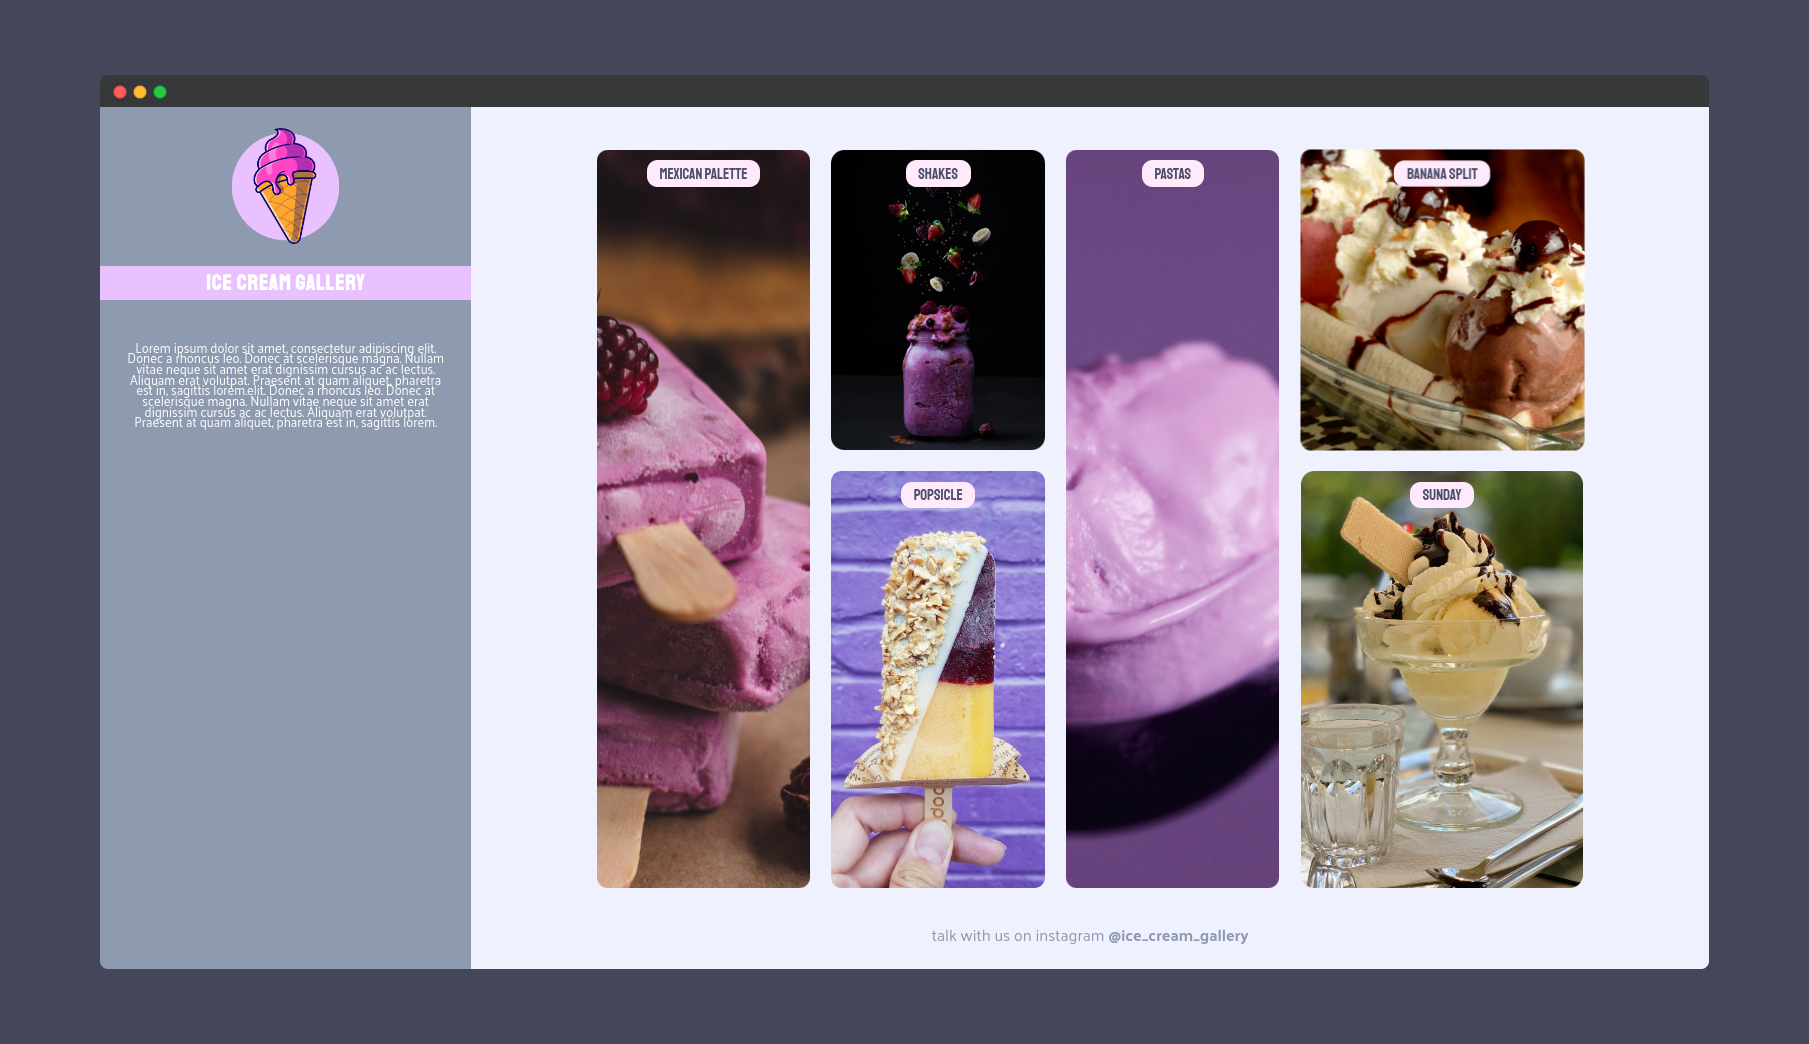 ICE CREAM GALLERY
Lorem ipsum dolor sit amet, consectetur adipiscing elit.
Donec a rhoncus leo. Donec at scelerisque magna. Nullam
vitae neque sit amet erat dignissim cursus ac ac lectus.
Aliquam erat volutpat. Praesent at quam aliquet, pharetra
est in, sagittis lorem.elit. Donec a rhoncus leo. Donec at
scelerisque magna. Nullam vitae neque sit amet erat
dignissim cursus ac ac lectus. Aliquam erat volutpat.
Praesent at quam aliquet, pharetra est in, sagittis lorem.
MEXICAN PALETTE
SHAKES
PASTAS
BANANA SPLIT
POPSICLE
SUNDAY
talk with us on instagram @ice_cream_gallery